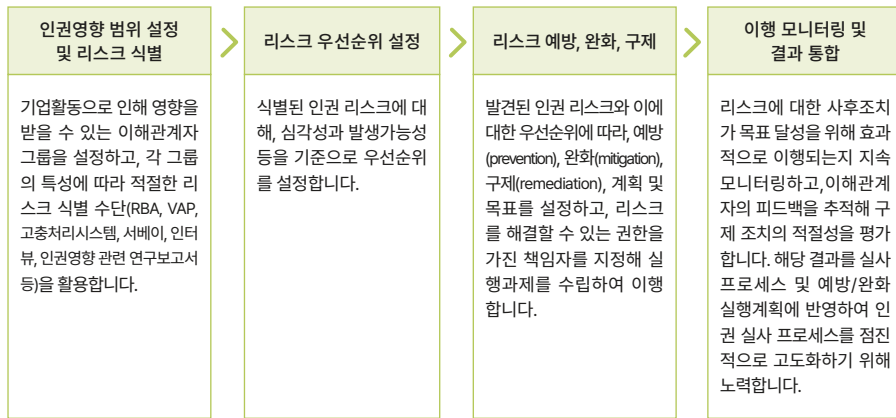 인권영향 범위 설정
및 리스크 식별
기업활동으로 인해 영향을
받을 수 있는 이해관계자
그룹을 설정하고, 각 그룹
의 특성에 따라 적절한 리
스크 식별 수단(RBA, VAP,
고충처리시스템, 서베이, 인터
뷰, 인권영향 관련 연구보고서
등)을 활용합니다.
리스크 우선순위 설정
식별된 인권 리스크에 대
해, 심각성과 발생가능성
등을 기준으로 우선순위
를 설정합니다.
리스크 예방, 완화, 구제
발견된 인권 리스크와 이에
대한 우선순위에 따라, 예방
(prevention), 완화(mitigation),
구제(remediation), 계획 및
목표를 설정하고, 리스크
를 해결할 수 있는 권한을
가진 책임자를 지정해 실
행과제를 수립하여 이행
합니다.
이행 모니터링 및
결과 통합
리스크에 대한 사후조치
가 목표 달성을 위해 효과
적으로 이행되는지 지속
모니터링하고,이해관계
자의 피드백을 추적해 구
제 조치의 적절성을 평가
합니다. 해당 결과를 실사
프로세스 및 예방/완화
실행계획에 반영하여 인
권 실사 프로세스를 점진
적으로 고도화하기 위해
노력합니다.